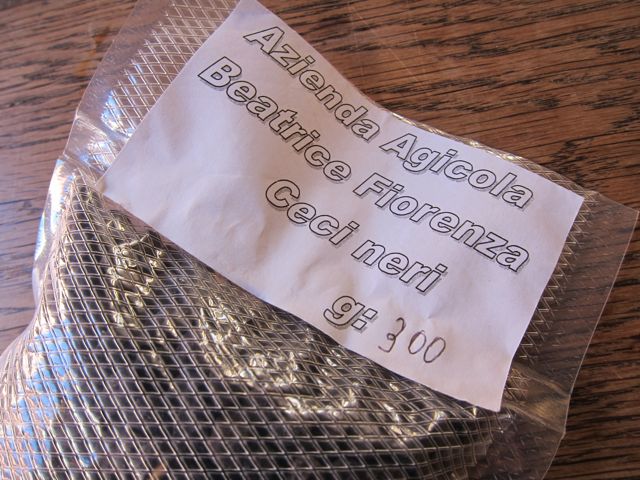 Azienda Agicola
Beatrice Fiorenza
Ceci neri
g: 300